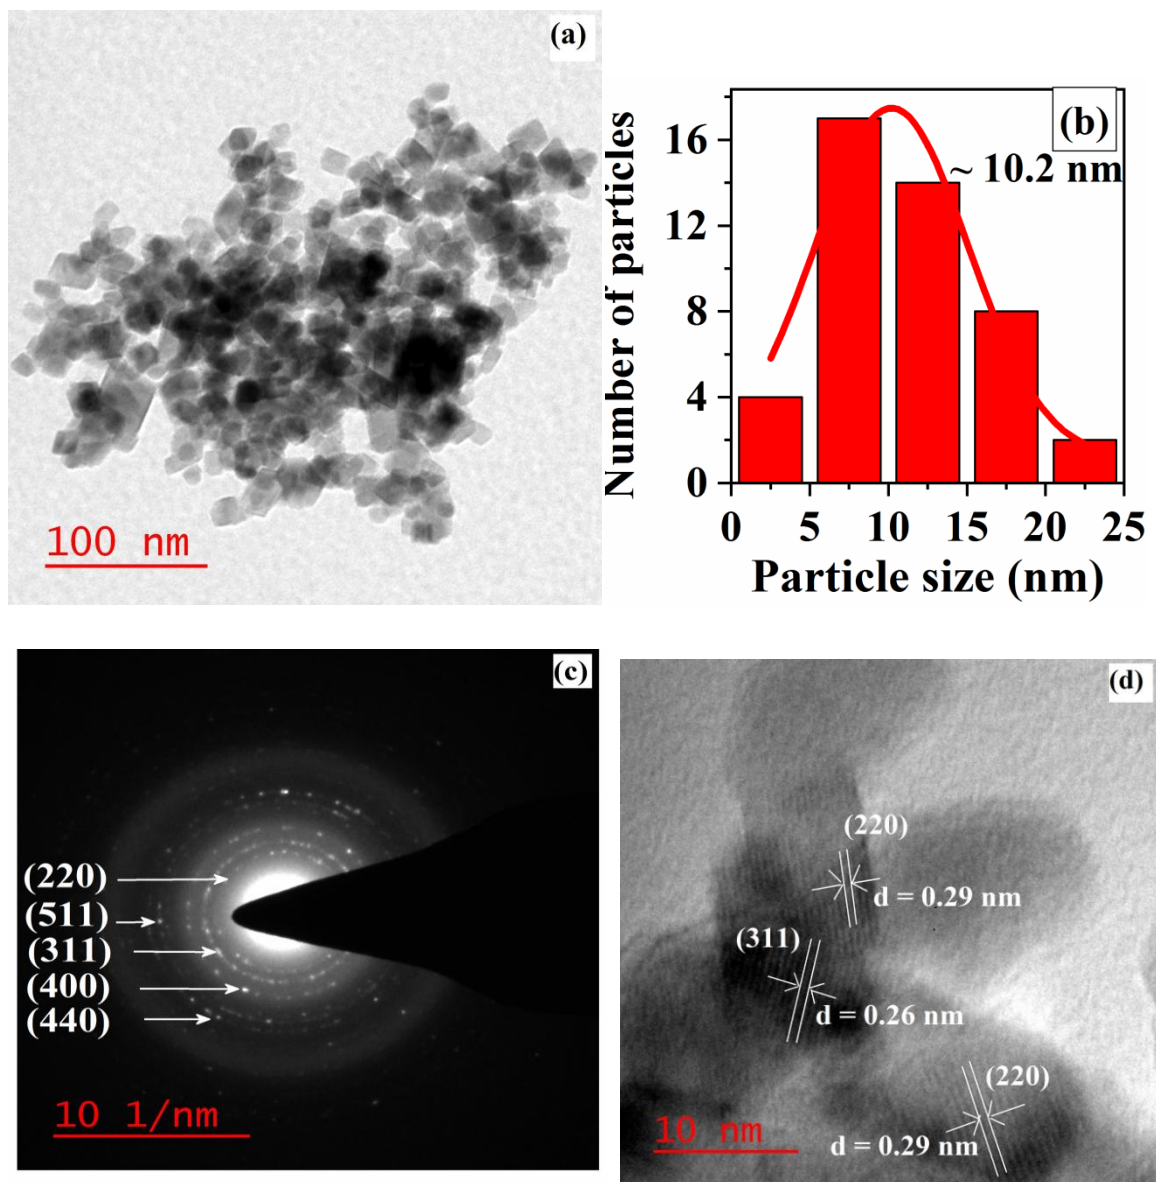 (a)
100 nm
(b)
~ 10.2 nm
Number of particles
16
12
8
4
0
0 5 10 15 20 25
Particle size (nm)
(c)
(220)
(511)
(311)
(400)
(440)
10 1/nm
(d)
(220)
d = 0.29 nm
(311)
d = 0.26 nm
(220)
d = 0.29 nm
10 nm